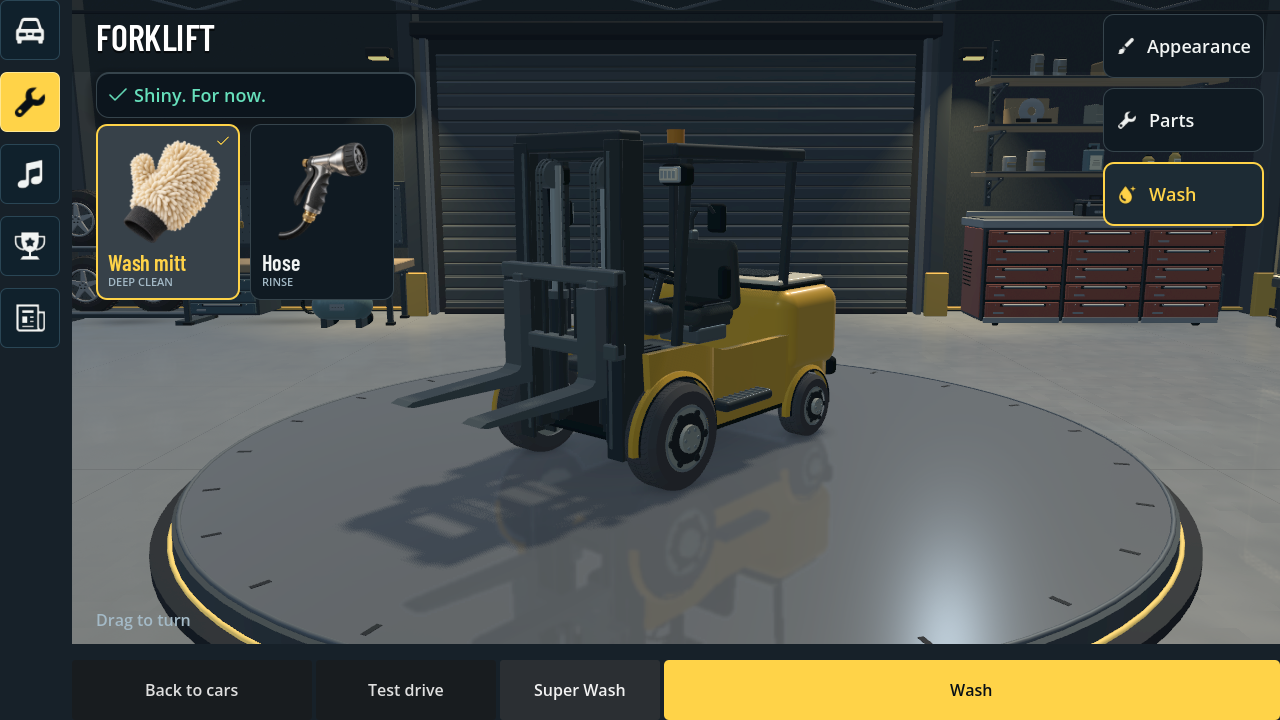 FORKLIFT
Shiny. For now.
Wash mitt
DEEP CLEAN
Hose
RINSE
Appearance
Parts
Wash
Drag to turn
Back to cars
Test drive
Super Wash
Wash